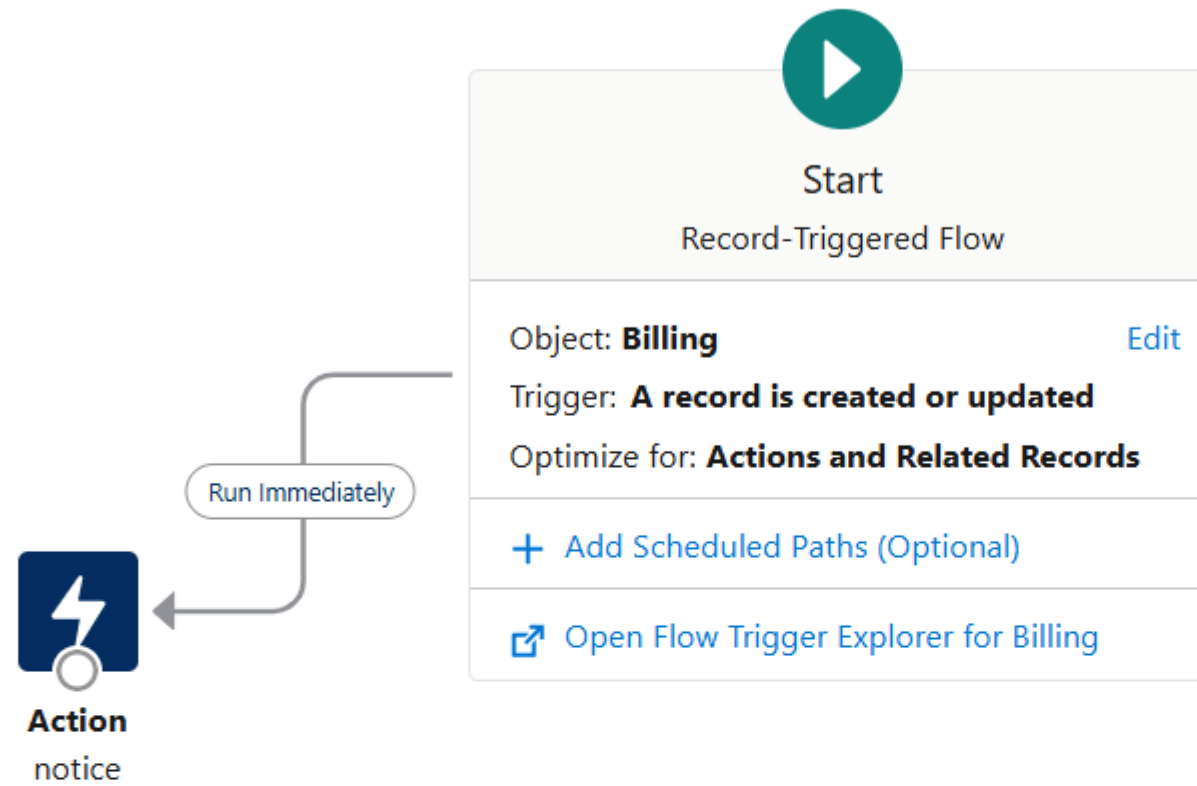 Start
Record-Triggered Flow
Object: Billing
Edit
Trigger: A record is created or updated
Optimize for: Actions and Related Records
Run Immediately
Add Scheduled Paths (Optional)
Open Flow Trigger Explorer for Billing
Action
notice